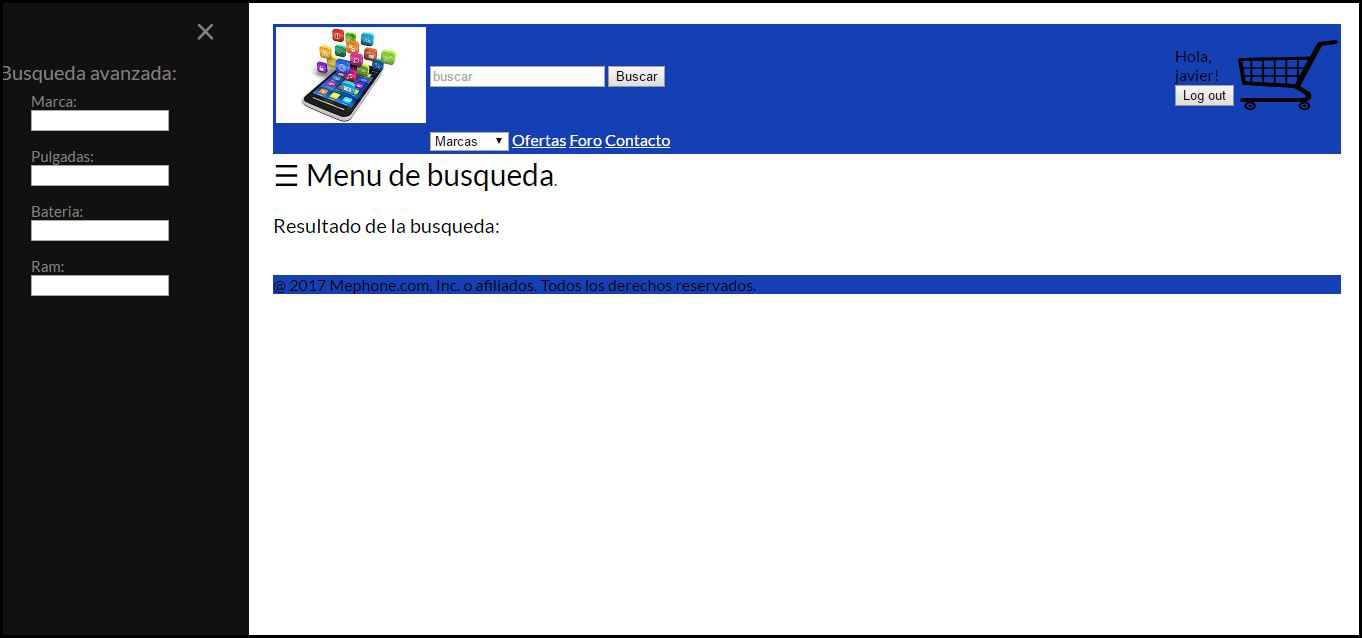 ×
Busqueda avanzada:
Marca:
Pulgadas:
Bateria:
Ram:
buscar Buscar
Hola,
javier!
Log out
Marcas ▼ Ofertas Foro Contacto
☰ Menu de busqueda.
Resultado de la busqueda:
@ 2017 Mephone.com, Inc. o afiliados. Todos los derechos reservados.